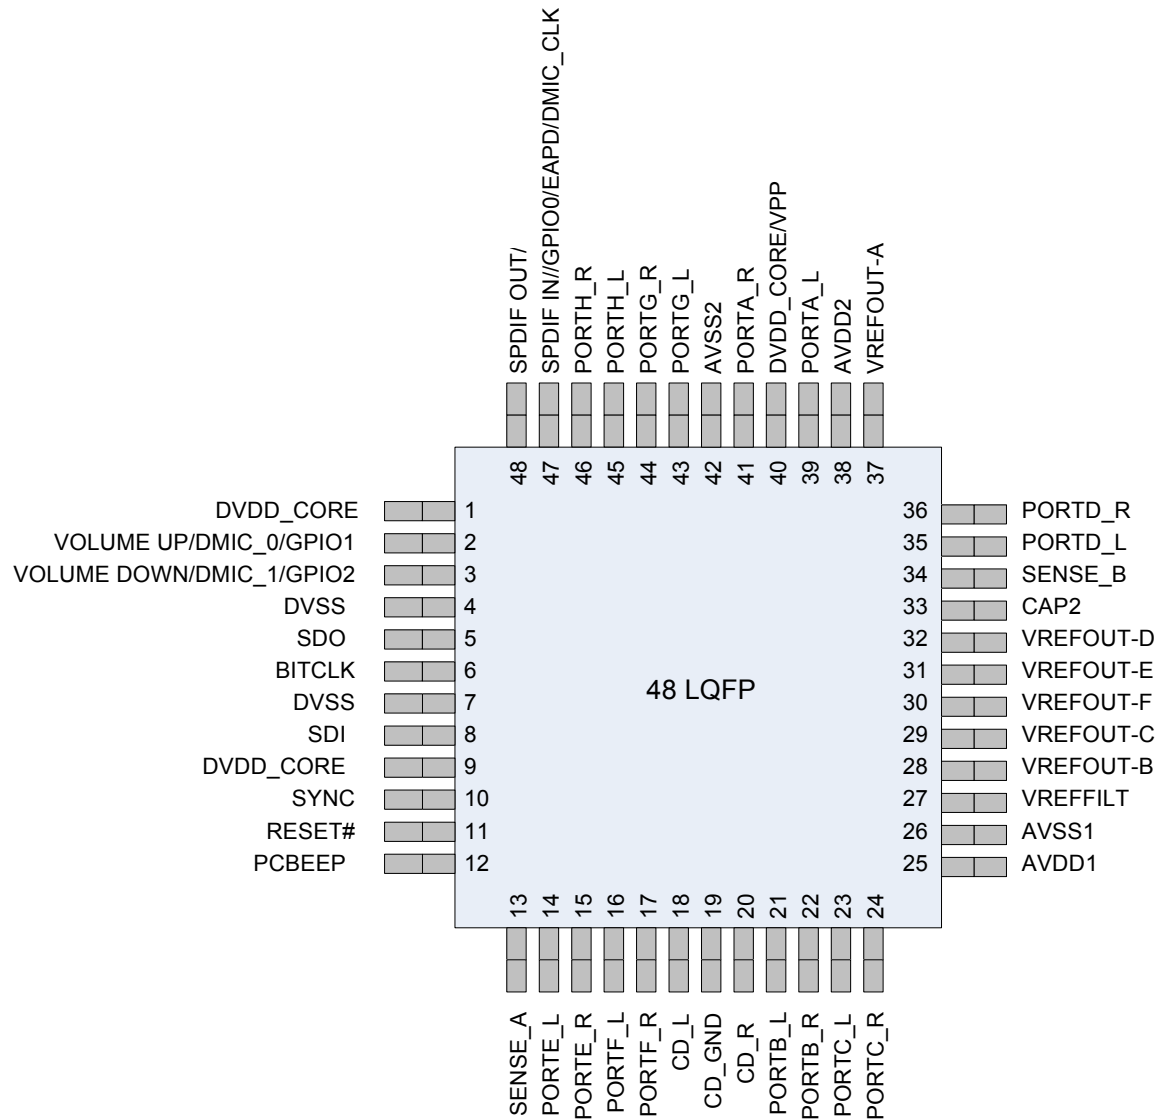 SPDIF OUT/
SPDIF IN//GPIO0/EAPD/DMIC_CLK
PORTH_R
PORTH_L
PORTG_R
PORTG_L
AVSS2
PORTA_R
DVDD_CORE/VPP
PORTA_L
AVDD2
VREFOUT-A
48
47
46
45
44
43
42
41
40
39
38
37
DVDD_CORE 1
VOLUME UP/DMIC_0/GPIO1 2
VOLUME DOWN/DMIC_1/GPIO2 3
DVSS 4
SDO 5
BITCLK 6
DVSS 7
SDI 8
DVDD_CORE 9
SYNC 10
RESET# 11
PCBEEP 12
48 LQFP
36 PORTD_R
35 PORTD_L
34 SENSE_B
33 CAP2
32 VREFOUT-D
31 VREFOUT-E
30 VREFOUT-F
29 VREFOUT-C
28 VREFOUT-B
27 VREFFILT
26 AVSS1
25 AVDD1
13
14
15
16
17
18
19
20
21
22
23
24
SENSE_A
PORTE_L
PORTE_R
PORTF_L
PORTF_R
CD_L
CD_GND
CD_R
PORTB_L
PORTB_R
PORTC_L
PORTC_R